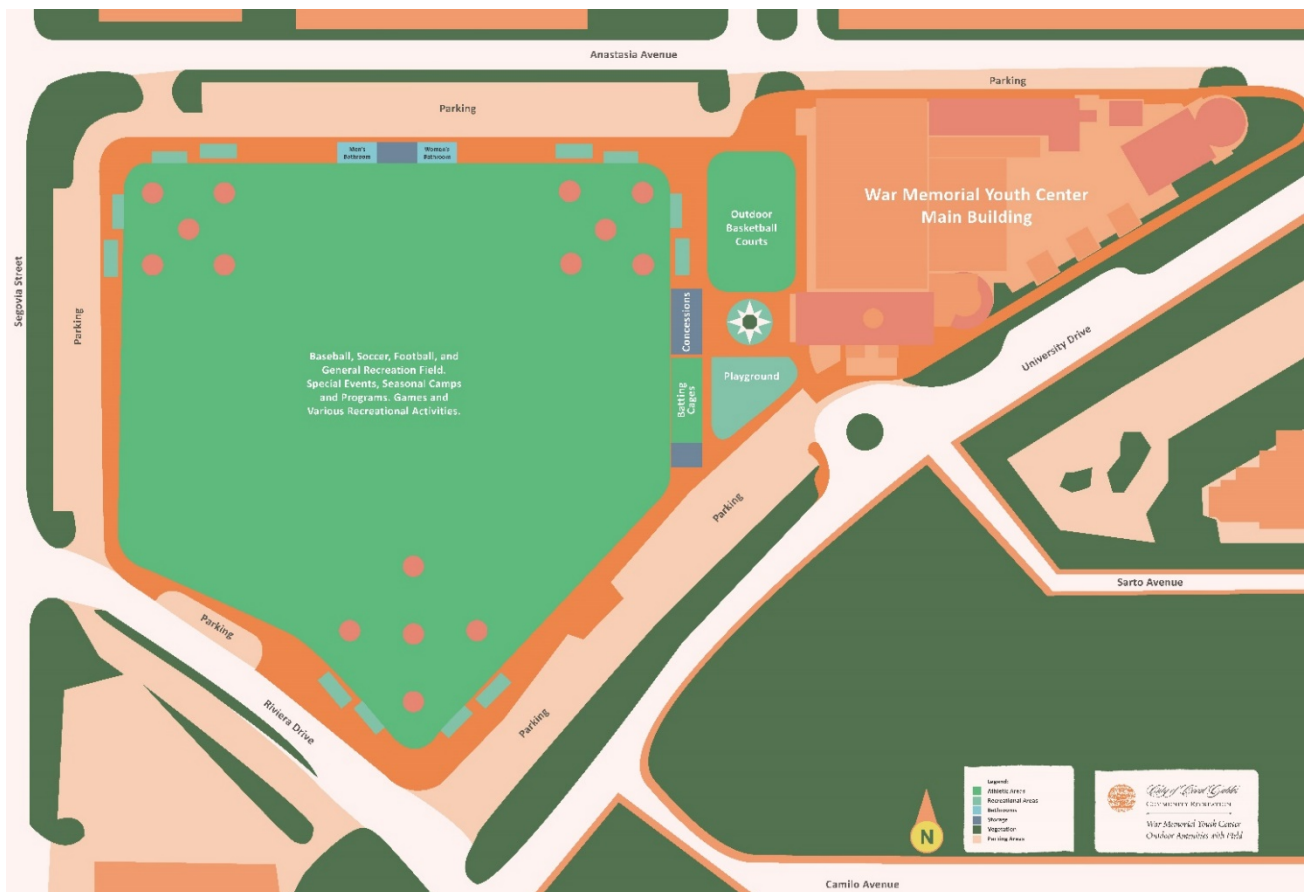 Anastasia Avenue
Parking
Parking
Men's
Bathroom
Women's
Bathroom
War Memorial Youth Center
Main Building
Outdoor
Basketball
Courts
Segovia Street
Parking
Concessions
University Drive
Baseball, Soccer, Football, and
General Recreation Field.
Special Events, Seasonal Camps
and Programs. Games and
Various Recreational Activities.
Playground
Batting
Cages
Parking
Sarto Avenue
Parking
Riviera Drive
Parking
Legend:
Athletic Areas
Recreational Areas
Bathrooms
Storage
Vegetation
Parking Areas
City of Coral Gables
Community Recreation
War Memorial Youth Center
Outdoor Amenities with Field
N
Camilo Avenue